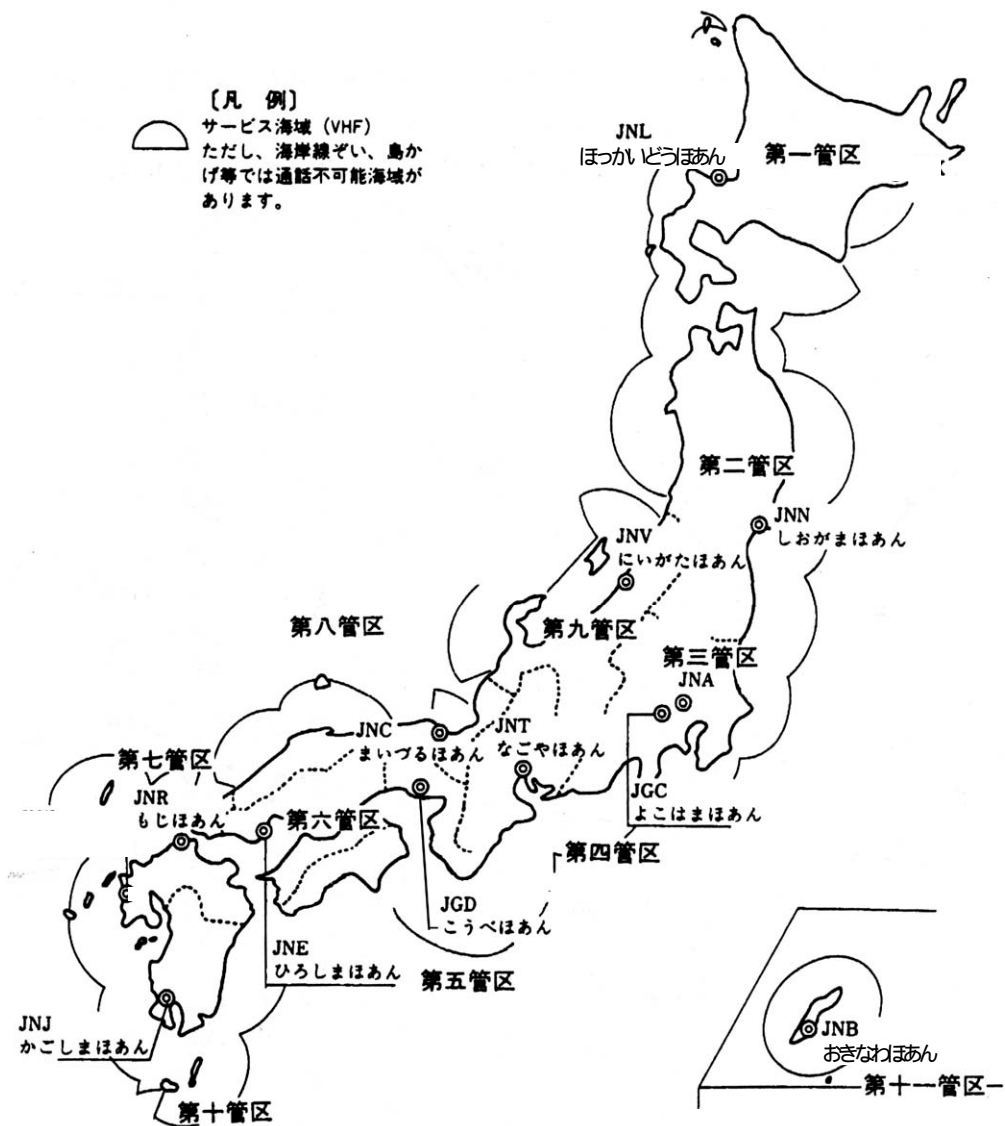 〔凡 例〕
サービス海域（VHF）
ただし、海岸線ぞい、島か
げ等では通話不可能海域が
あります。
JNL
ほっかいどうほあん
第一管区
第二管区
JNN
しおがまほあん
JNV
にいがたほあん
第九管区
第八管区
第三管区
JNA
JNC
まいづるほあん
JNT
なごやほあん
第七管区
JNR
もじほあん
第六管区
JGC
よこはまほあん
第四管区
JGD
こうべほあん
JNE
ひろしまほあん
第五管区
JNJ
かごしまほあん
第十管区
JNB
おきなわほあん
第十一管区